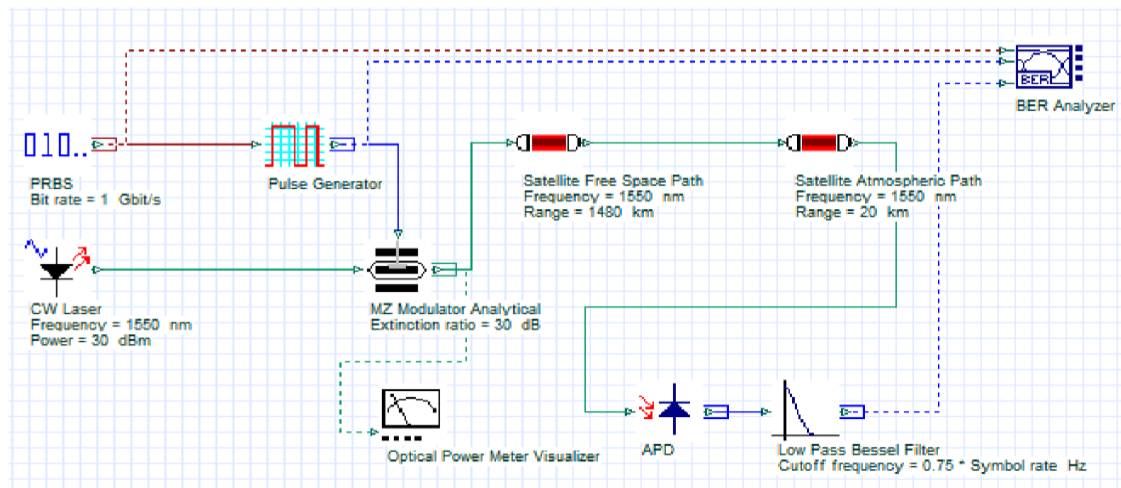 BER
BER Analyzer
010..
PRBS
Bit rate = 1 Gbit/s
Pulse Generator
Satellite Free Space Path
Frequency = 1550 nm
Range = 1480 km
Satellite Atmospheric Path
Frequency = 1550 nm
Range = 20 km
CW Laser
Frequency = 1550 nm
Power = 30 dBm
MZ Modulator Analytical
Extinction ratio = 30 dB
Optical Power Meter Visualizer
APD
Low Pass Bessel Filter
Cutoff frequency = 0.75 * Symbol rate Hz